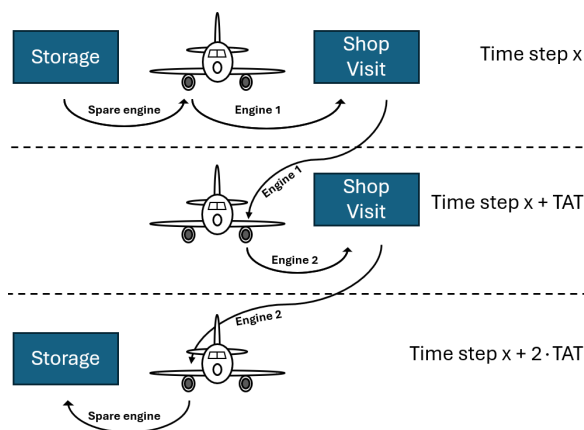 Storage
Shop
Visit
Time step x
Spare engine
Engine 1
Engine 1
Shop
Visit
Time step x + TAT
Engine 2
Engine 2
Storage
Time step x + 2·TAT
Spare engine